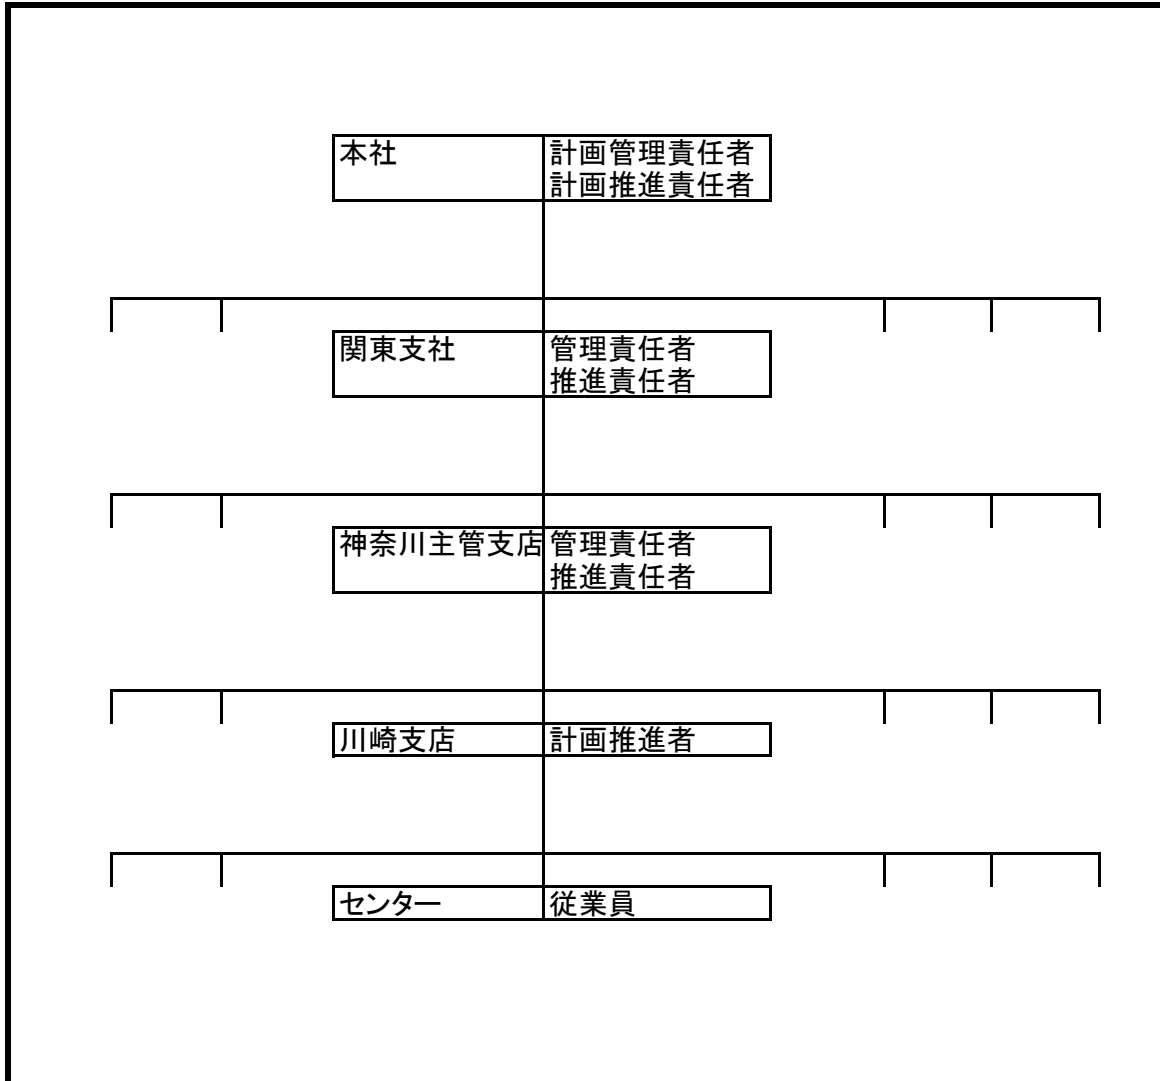 本社 計画管理責任者
計画推進責任者
関東支社 管理責任者
推進責任者
神奈川主管支店 管理責任者
推進責任者
川崎支店 計画推進者
センター 従業員